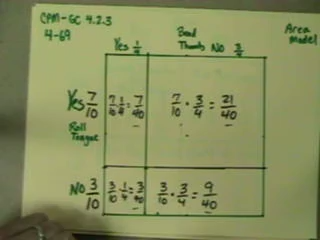 CPM-GC 4.2.3
4-69
Bend
Thumb
Area
Model
Yes 1/4
NO 3/4
Yes 7/10
Roll
Tongue
7/10 · 1/4 = 7/40
7/10 · 3/4 = 21/40
NO 3/10
3/10 · 1/4 = 3/40
3/10 · 3/4 = 9/40